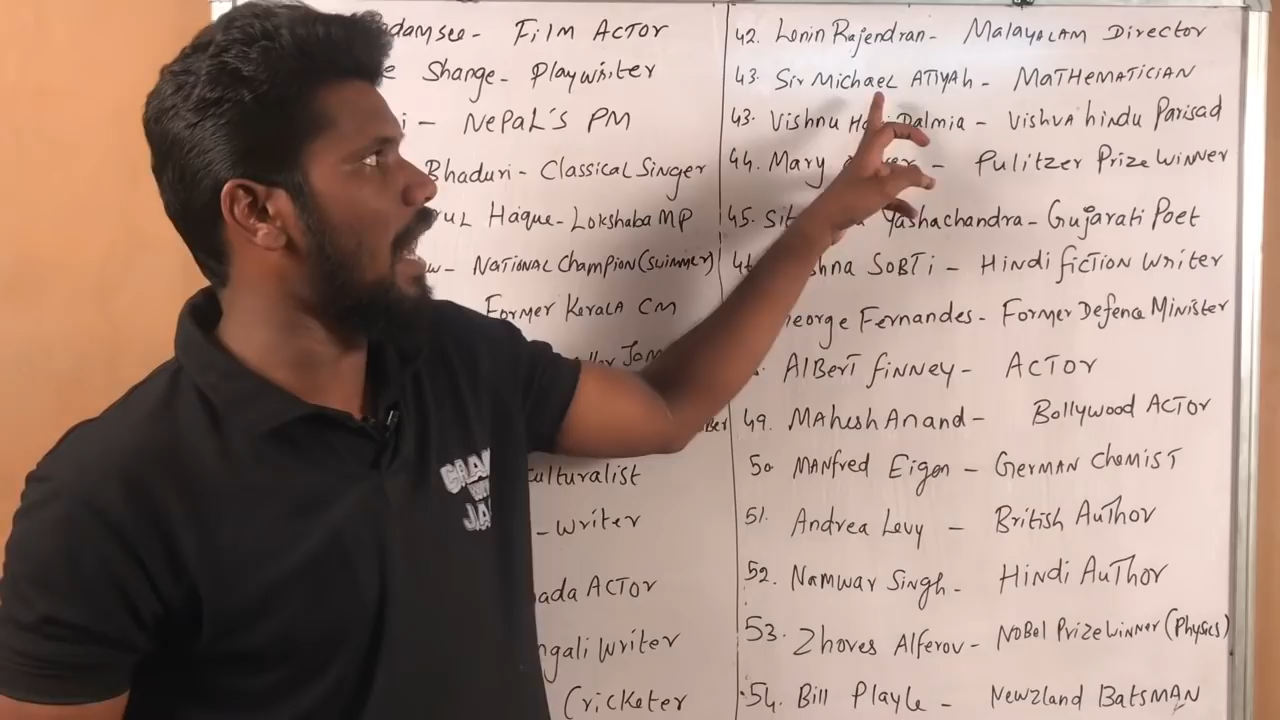 damsee- Film Actor
Shange- Playwriter
i - Nepal's PM
Bhaduri - Classical Singer
Haque- Lokshaba MP
National Champion (swimmer)
Former Kerala CM
culturalist
- writer
ada Actor
ngali Writer
Cricketer
42. Lenin Rajendran- Malayalam Director
43. Sir Michael Atiyah - Mathematician
43. Vishnu Dalmia - Vishva hindu Parisad
44. Mary - Pulitzer Prize Winner
45. Yashachandra- Gujarati Poet
Sobti - Hindi fiction writer
eorge Fernandes- Former Defence Minister
Albert finney- Actor
49. Mahesh Anand- Bollywood Actor
50 Manfred Eigen - German Chemist
51. Andrea Levy - British Author
52. Namwar Singh- Hindi Author
53. Zhores Alferov- Nobel Prize Winner (Physics)
54. Bill Playle - Newzland Batsman